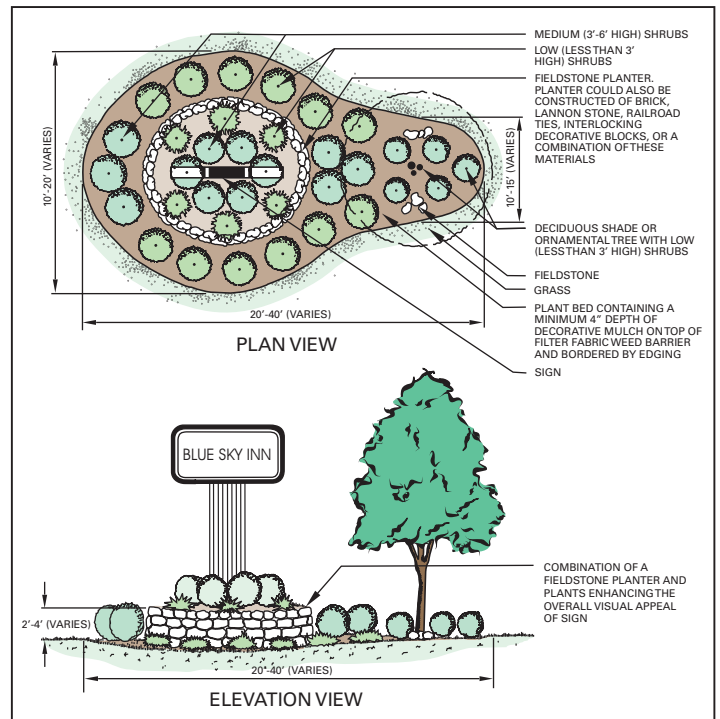 MEDIUM (3'-6' HIGH) SHRUBS
LOW (LESS THAN 3'
HIGH) SHRUBS
FIELDSTONE PLANTER.
PLANTER COULD ALSO BE
CONSTRUCTED OF BRICK,
LANNON STONE, RAILROAD
TIES, INTERLOCKING
DECORATIVE BLOCKS, OR A
COMBINATION OF THESE
MATERIALS
10'-20' (VARIES)
10'-15' (VARIES)
DECIDUOUS SHADE OR
ORNAMENTAL TREE WITH LOW
(LESS THAN 3' HIGH) SHRUBS
FIELDSTONE
GRASS
PLANT BED CONTAINING A
MINIMUM 4" DEPTH OF
DECORATIVE MULCH ON TOP OF
FILTER FABRIC WEED BARRIER
AND BORDERED BY EDGING
SIGN
20'-40' (VARIES)
PLAN VIEW
BLUE SKY INN
COMBINATION OF A
FIELDSTONE PLANTER AND
PLANTS ENHANCING THE
OVERALL VISUAL APPEAL
OF SIGN
2'-4' (VARIES)
20"-40' (VARIES)
ELEVATION VIEW